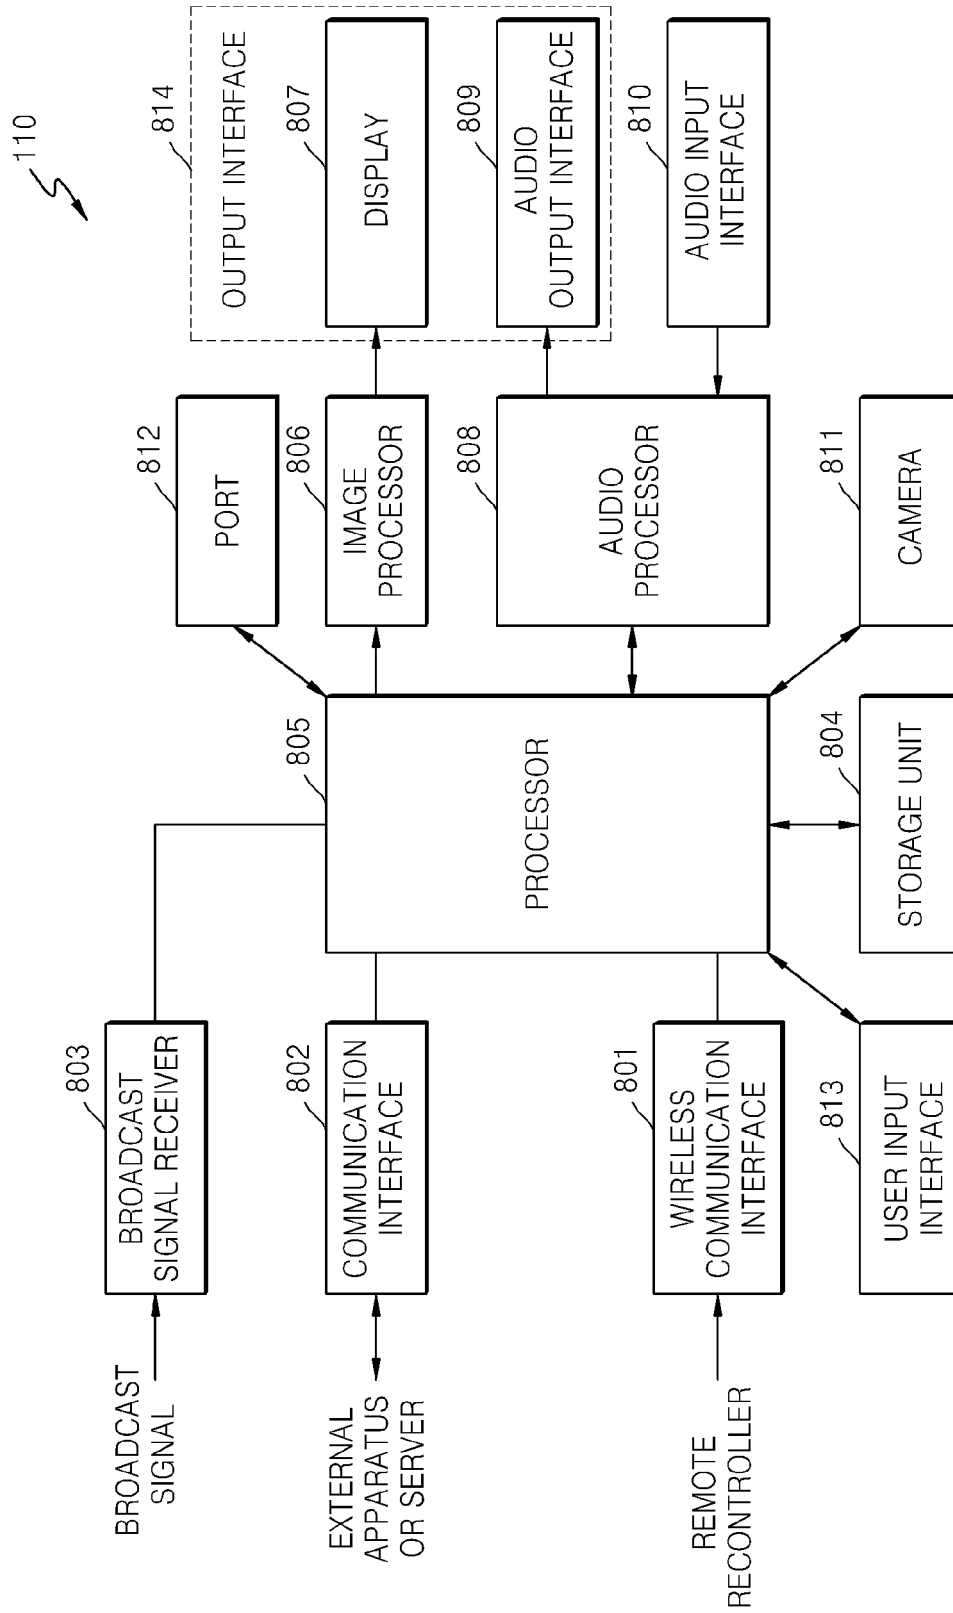 110
814
OUTPUT INTERFACE
812
PORT
807
DISPLAY
806
IMAGE
PROCESSOR
809
AUDIO
OUTPUT INTERFACE
808
AUDIO
PROCESSOR
810
AUDIO INPUT
INTERFACE
811
CAMERA
805
PROCESSOR
804
STORAGE UNIT
803
BROADCAST
SIGNAL RECEIVER
BROADCAST
SIGNAL
802
COMMUNICATION
INTERFACE
EXTERNAL
APPARATUS
OR SERVER
801
WIRELESS
COMMUNICATION
INTERFACE
REMOTE
RECONTROLLER
813
USER INPUT
INTERFACE